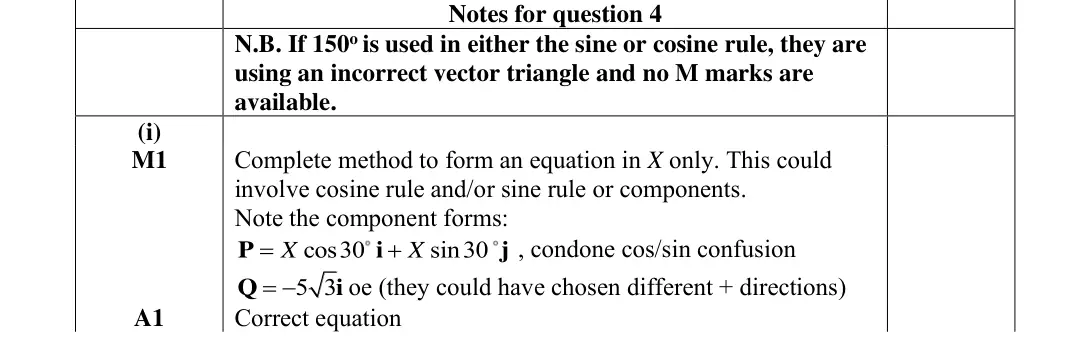 Notes for question 4
N.B. If 150° is used in either the sine or cosine rule, they are
using an incorrect vector triangle and no M marks are
available.
(i)
M1 Complete method to form an equation in X only. This could
involve cosine rule and/or sine rule or components.
Note the component forms:
P = X cos30° i + X sin 30 °j , condone cos/sin confusion
Q = −5√3i oe (they could have chosen different + directions)
A1 Correct equation